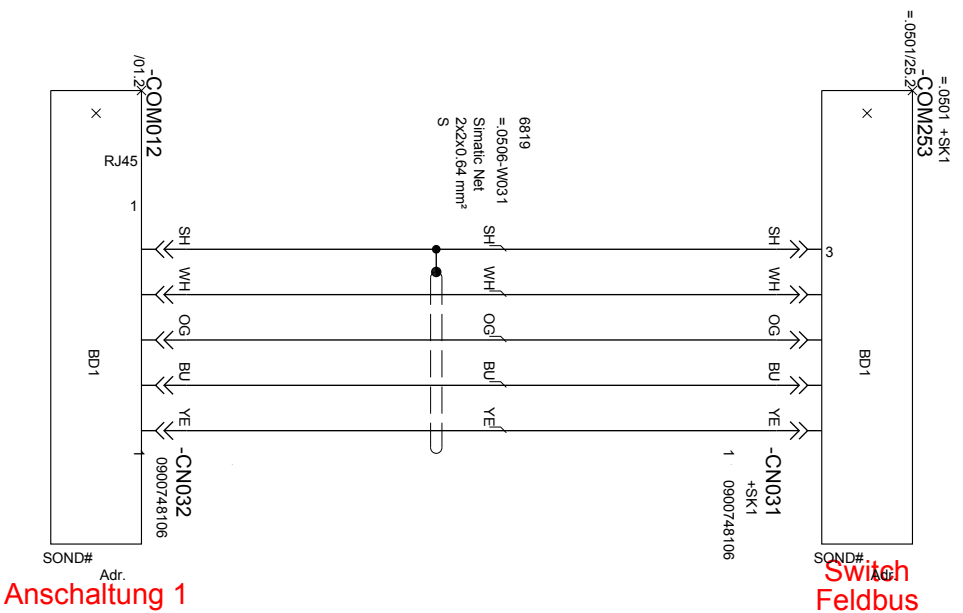 /01.2
-COM012
RJ45
1
BD1
SH
WH
OG
BU
YE
1
-CN032
0900748106
SOND#
Adr.
Anschaltung 1
6819
=.0506-W031
Simatic Net
2x2x0.64 mm²
S
SH
WH
OG
BU
YE
SH
WH
OG
BU
YE
-CN031
+SK1
1 0900748106
=.0501 +SK1
-COM253
=.0501/25.2
3
BD1
SOND#
Adr.
Switch
Feldbus